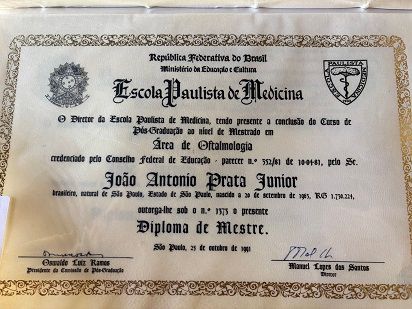 República Federativa do Brasil
Ministério da Educação e Cultura
Escola Paulista de Medicina
O Diretor da Escola Paulista de Medicina, tendo presente a conclusão do Curso de
Pós-Graduação ao nível de Mestrado em
Área de Oftalmologia
credenciado pelo Conselho Federal de Educação - parecer nº 352/81 de 10-04-81, pelo Sr.
João Antonio Prata Junior
brasileiro, natural de São Paulo, Estado de São Paulo, nascido a 20 de setembro de 1963, RG 1.730.224,
outorga-lhe sob o nº 1373 o presente
Diploma de Mestre.
São Paulo, 25 de outubro de 1991
Oswaldo Luiz Ramos
Presidente da Comissão de Pós-Graduação
Manuel Lopes dos Santos
Diretor